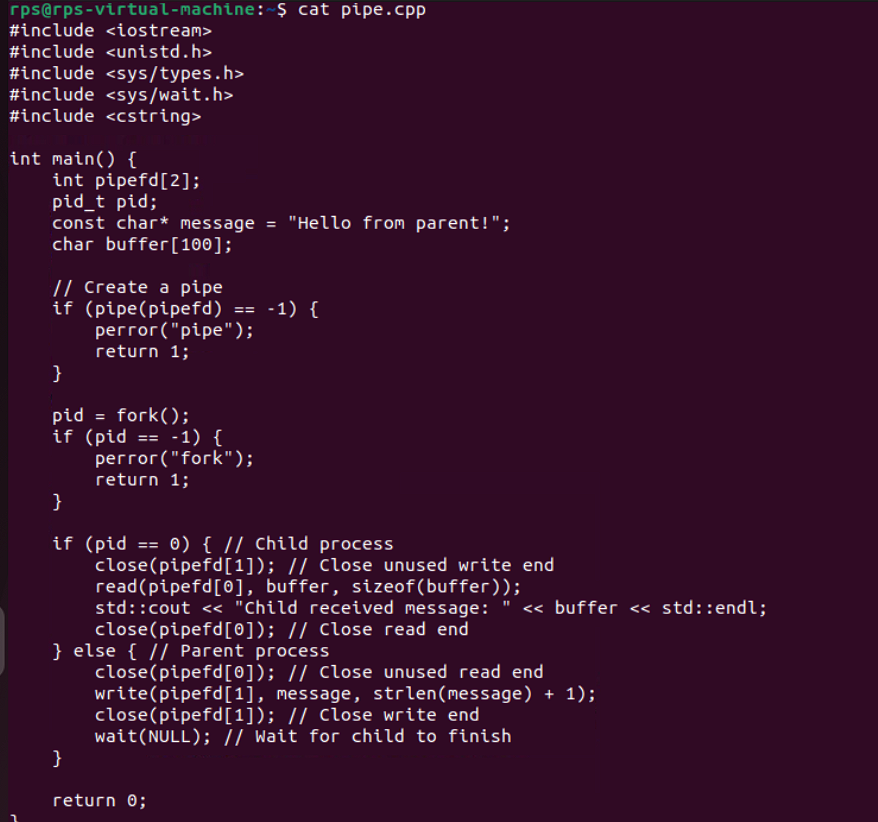 rps@rps-virtual-machine:~$ cat pipe.cpp
#include <iostream>
#include <unistd.h>
#include <sys/types.h>
#include <sys/wait.h>
#include <cstring>

int main() {
    int pipefd[2];
    pid_t pid;
    const char* message = "Hello from parent!";
    char buffer[100];

    // Create a pipe
    if (pipe(pipefd) == -1) {
        perror("pipe");
        return 1;
    }

    pid = fork();
    if (pid == -1) {
        perror("fork");
        return 1;
    }

    if (pid == 0) { // Child process
        close(pipefd[1]); // Close unused write end
        read(pipefd[0], buffer, sizeof(buffer));
        std::cout << "Child received message: " << buffer << std::endl;
        close(pipefd[0]); // Close read end
    } else { // Parent process
        close(pipefd[0]); // Close unused read end
        write(pipefd[1], message, strlen(message) + 1);
        close(pipefd[1]); // Close write end
        wait(NULL); // Wait for child to finish
    }

    return 0;
}